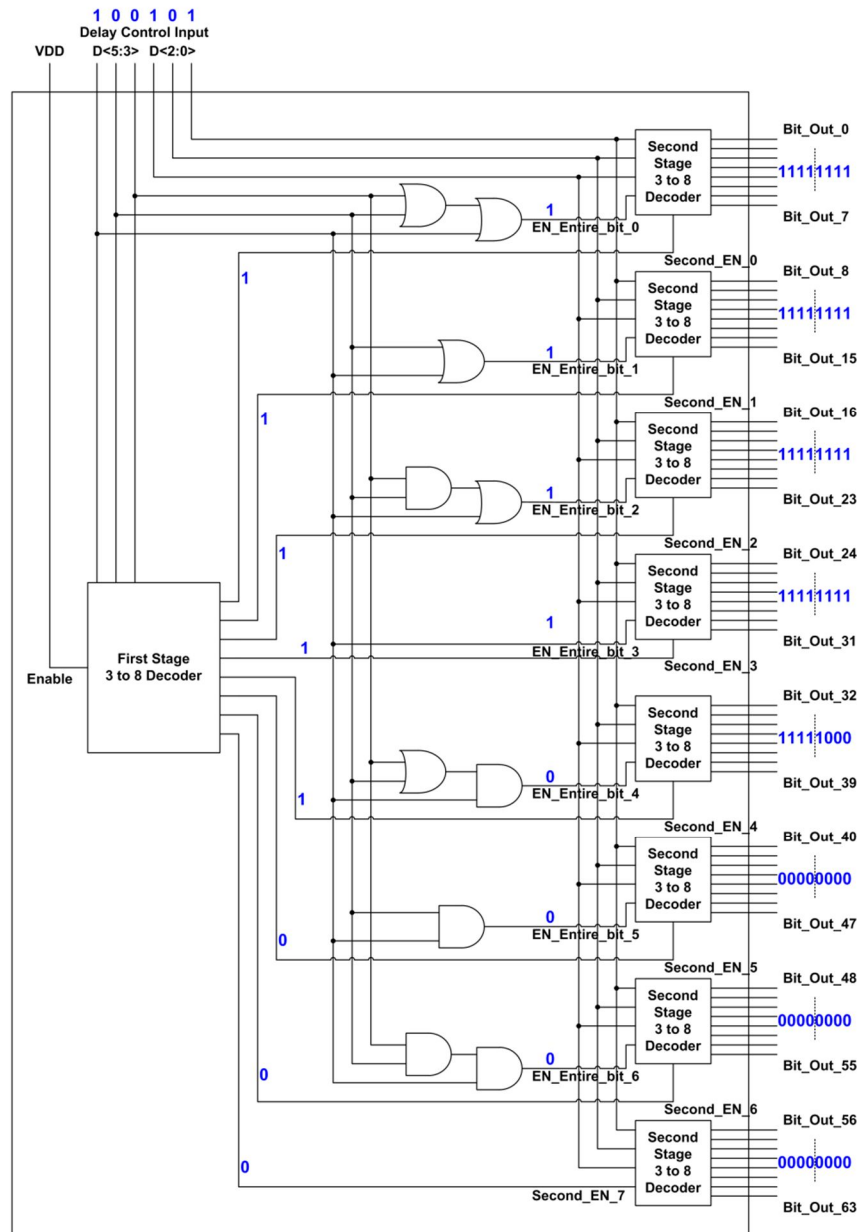 1 0 0 1 0 1
Delay Control Input
VDD D<5:3> D<2:0>
Bit_Out_0
Second
Stage
3 to 8
Decoder
11111111
1
EN_Entire_bit_0
Bit_Out_7
Second_EN_0
1
Bit_Out_8
Second
Stage
3 to 8
Decoder
11111111
1
EN_Entire_bit_1
Bit_Out_15
Second_EN_1
1
Bit_Out_16
Second
Stage
3 to 8
Decoder
11111111
1
EN_Entire_bit_2
Bit_Out_23
Second_EN_2
1
Bit_Out_24
Second
Stage
3 to 8
Decoder
11111111
1
EN_Entire_bit_3
Bit_Out_31
Second_EN_3
1
First Stage
3 to 8 Decoder
Enable
Bit_Out_32
Second
Stage
3 to 8
Decoder
11111000
0
EN_Entire_bit_4
Bit_Out_39
1
Second_EN_4
Bit_Out_40
Second
Stage
3 to 8
Decoder
00000000
0
EN_Entire_bit_5
Bit_Out_47
0
Second_EN_5
Bit_Out_48
Second
Stage
3 to 8
Decoder
00000000
0
EN_Entire_bit_6
Bit_Out_55
0
Second_EN_6
Bit_Out_56
Second
Stage
3 to 8
Decoder
00000000
0
Second_EN_7
Bit_Out_63